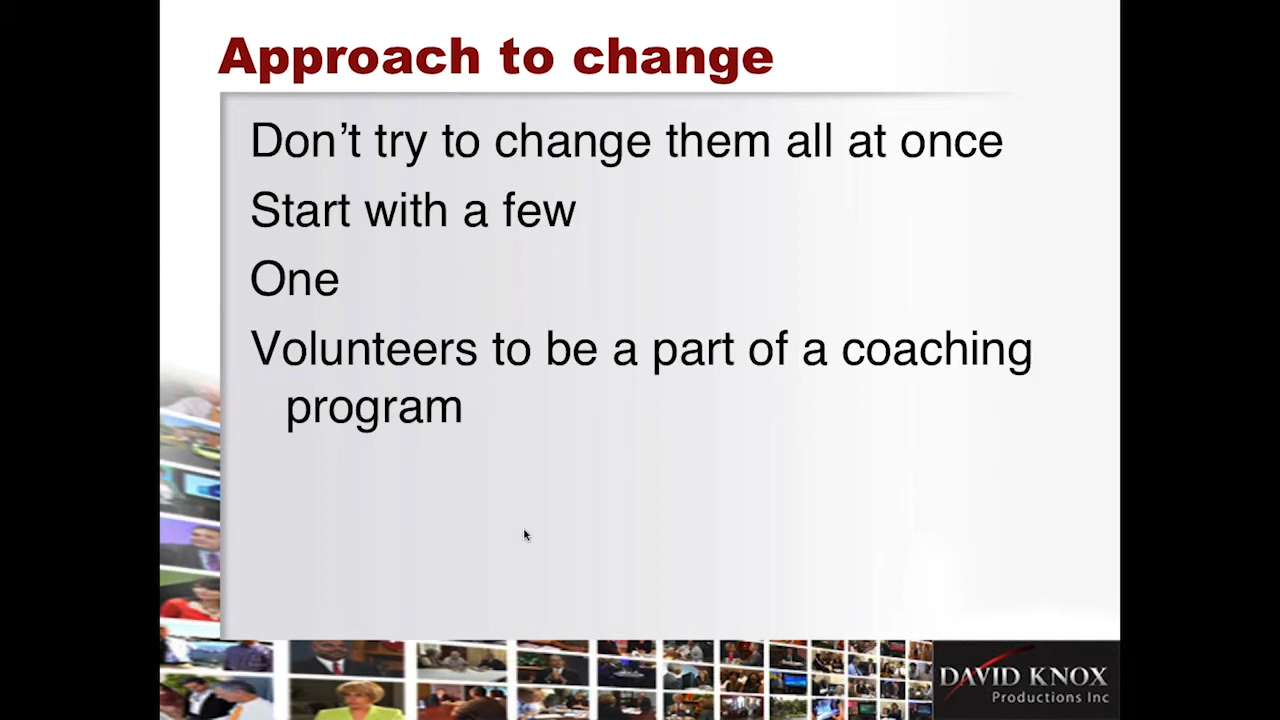 Approach to change
Don’t try to change them all at once
Start with a few
One
Volunteers to be a part of a coaching
program
DAVID KNOX
Productions Inc